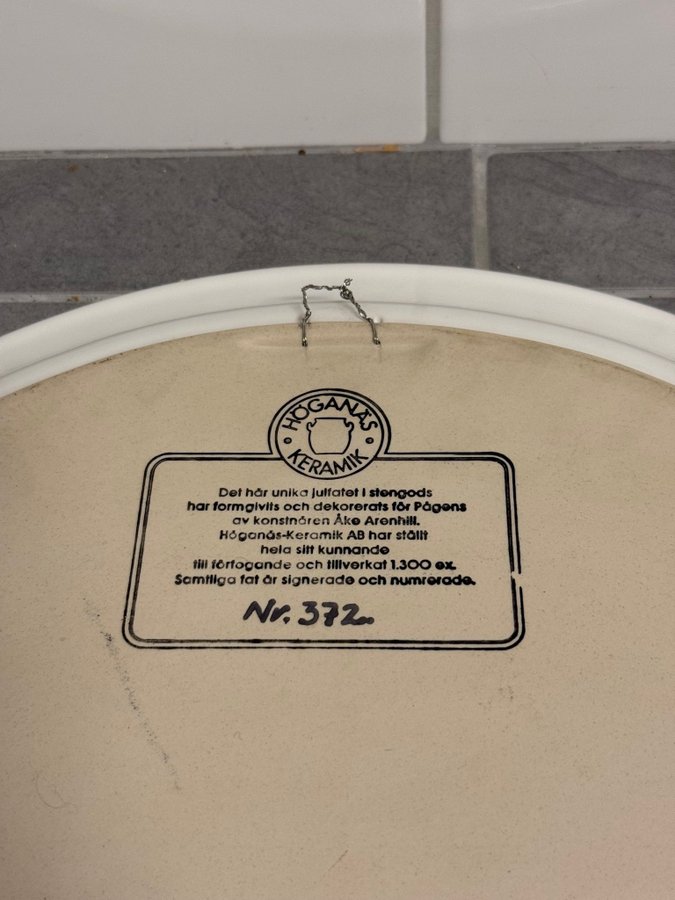 HÖGANÄS
KERAMIK
Det här unika julfatet i stengods
har formgivits och dekorerats för Pågens
av konstnären Åke Arenhill.
Höganäs-Keramik AB har ställt
hela sitt kunnande
till förfogande och tillverkat 1.300 ex.
Samtliga fat är signerade och numrerade.
Nr. 372